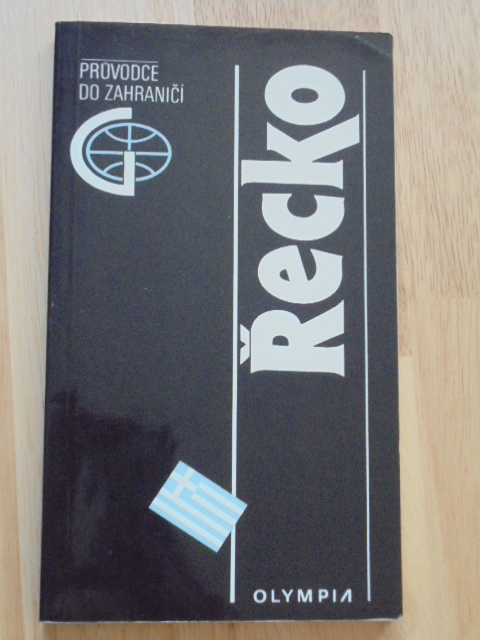 PRŮVODCE
DO ZAHRANIČÍ
Řecko
OLYMPIA